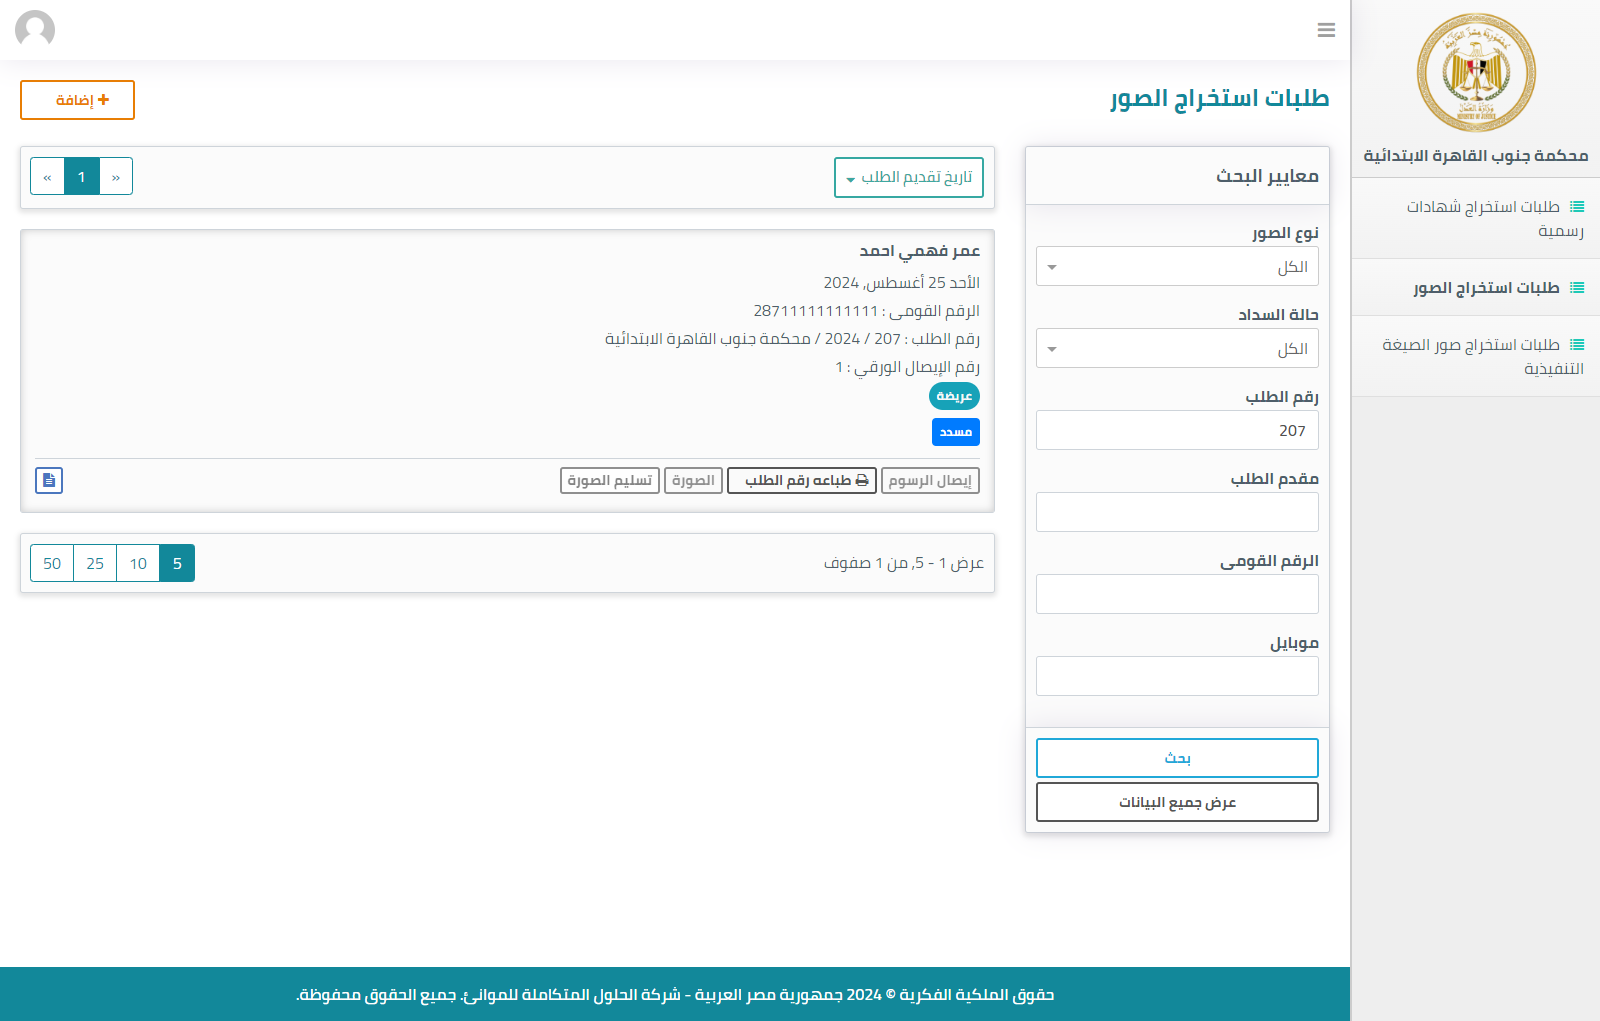 جمهورية مصر العربية
وزارة العدل
MINISTRY OF JUSTICE
محكمة جنوب القاهرة الابتدائية
طلبات استخراج شهادات
رسمية
طلبات استخراج الصور
طلبات استخراج صور الصيغة
التنفيذية
طلبات استخراج الصور
إضافة
معايير البحث
نوع الصور
الكل
حالة السداد
الكل
رقم الطلب
207
مقدم الطلب
الرقم القومى
موبايل
بحث
عرض جميع البيانات
تاريخ تقديم الطلب
» 1 «
عمر فهمي احمد
الأحد 25 أغسطس, 2024
الرقم القومى : 28711111111111
رقم الطلب : 207 / 2024 / محكمة جنوب القاهرة الابتدائية
رقم الإيصال الورقي : 1
عريضة
مسدد
إيصال الرسوم طباعه رقم الطلب الصورة تسليم الصورة
عرض 1 - 5, من 1 صفوف
5 10 25 50
حقوق الملكية الفكرية © 2024 جمهورية مصر العربية - شركة الحلول المتكاملة للموانئ. جميع الحقوق محفوظة.